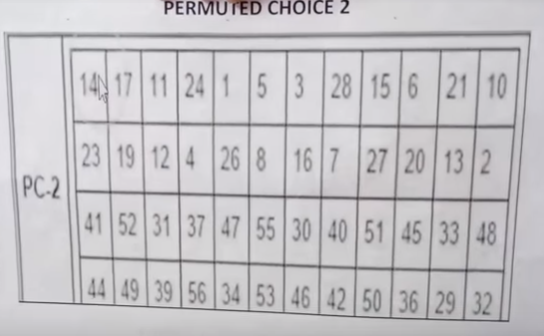 PERMUTED CHOICE 2
14 17 11 24 1 5 3 28 15 6 21 10
23 19 12 4 26 8 16 7 27 20 13 2
PC-2
41 52 31 37 47 55 30 40 51 45 33 48
44 49 39 56 34 53 46 42 50 36 29 32